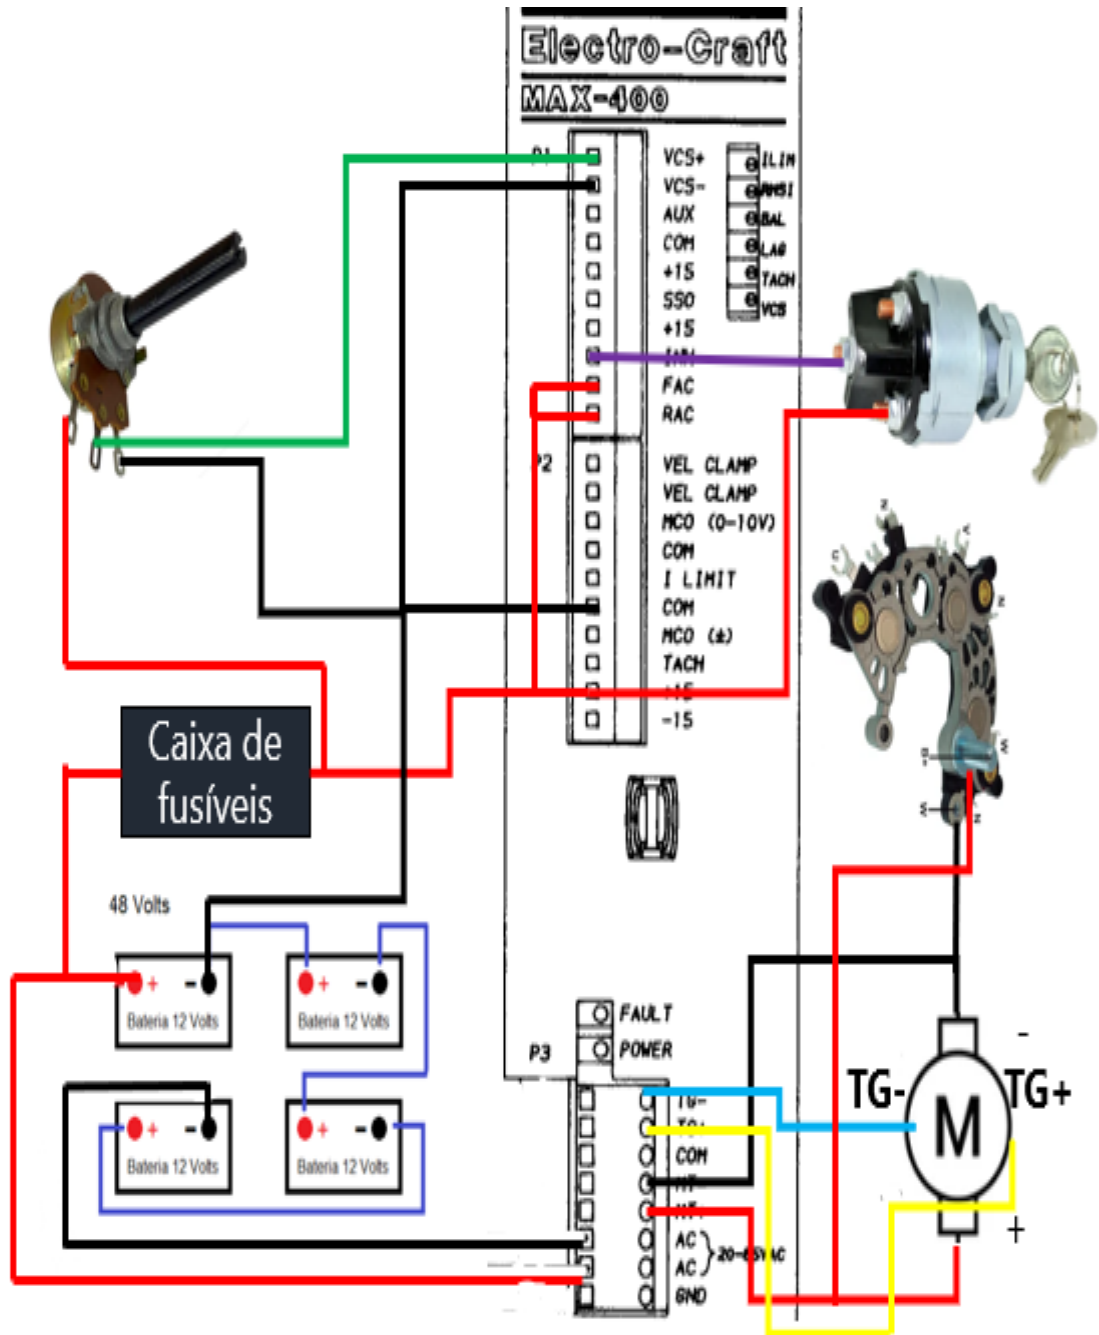 Electro-Craft
MAX-400
VCS+
VCS-
AUX
COM
+15
SSO
+15
FAC
RAC
ILIM
BAL
LAG
TACH
VCS
P2
VEL CLAMP
VEL CLAMP
MCO (0-10V)
COM
I LIMIT
COM
MCO (±)
TACH
-15
Caixa de
fusíveis
48 Volts
+ -
Bateria 12 Volts
+ -
Bateria 12 Volts
+ -
Bateria 12 Volts
+ -
Bateria 12 Volts
FAULT
POWER
P3
TG-
COM
AC
AC
GND
-
TG-
M
TG+
+